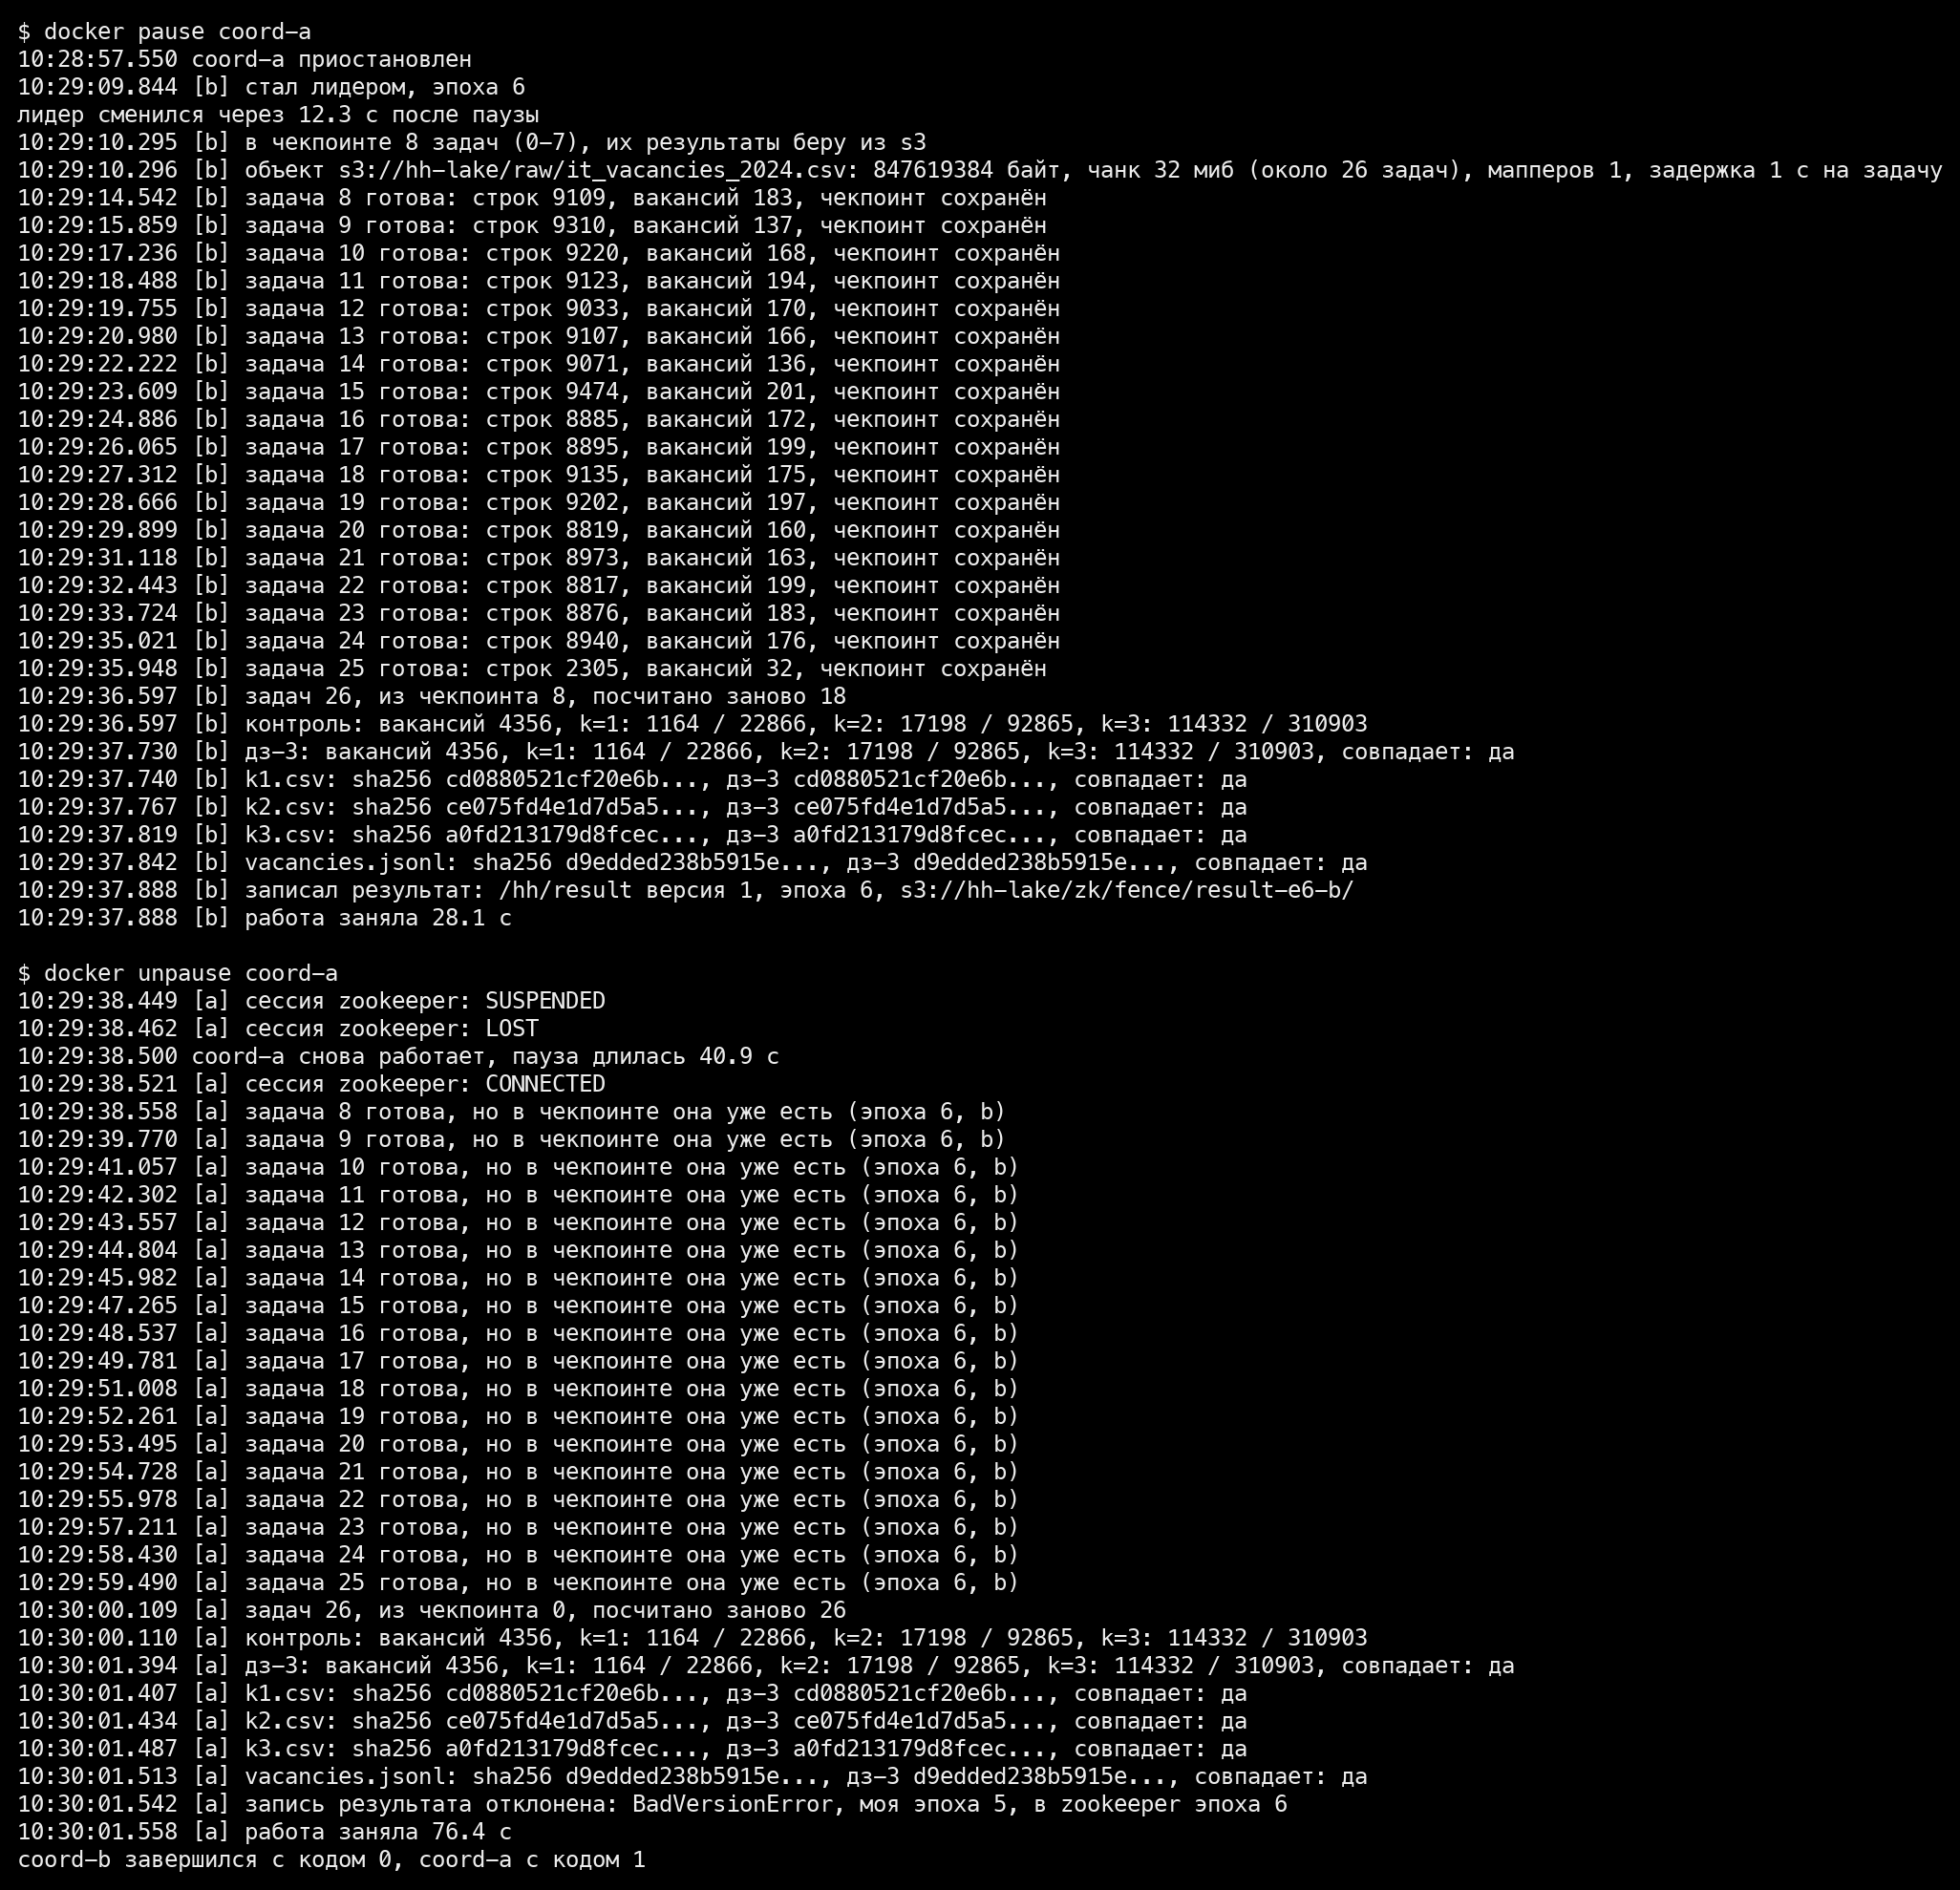 $ docker pause coord-a
10:28:57.550 coord-a приостановлен
10:29:09.844 [b] стал лидером, эпоха 6
лидер сменился через 12.3 с после паузы
10:29:10.295 [b] в чекпоинте 8 задач (0-7), их результаты беру из s3
10:29:10.296 [b] объект s3://hh-lake/raw/it_vacancies_2024.csv: 847619384 байт, чанк 32 миб (около 26 задач), мапперов 1, задержка 1 с на задачу
10:29:14.542 [b] задача 8 готова: строк 9109, вакансий 183, чекпоинт сохранён
10:29:15.859 [b] задача 9 готова: строк 9310, вакансий 137, чекпоинт сохранён
10:29:17.236 [b] задача 10 готова: строк 9220, вакансий 168, чекпоинт сохранён
10:29:18.488 [b] задача 11 готова: строк 9123, вакансий 194, чекпоинт сохранён
10:29:19.755 [b] задача 12 готова: строк 9033, вакансий 170, чекпоинт сохранён
10:29:20.980 [b] задача 13 готова: строк 9107, вакансий 166, чекпоинт сохранён
10:29:22.222 [b] задача 14 готова: строк 9071, вакансий 136, чекпоинт сохранён
10:29:23.609 [b] задача 15 готова: строк 9474, вакансий 201, чекпоинт сохранён
10:29:24.886 [b] задача 16 готова: строк 8885, вакансий 172, чекпоинт сохранён
10:29:26.065 [b] задача 17 готова: строк 8895, вакансий 199, чекпоинт сохранён
10:29:27.312 [b] задача 18 готова: строк 9135, вакансий 175, чекпоинт сохранён
10:29:28.666 [b] задача 19 готова: строк 9202, вакансий 197, чекпоинт сохранён
10:29:29.899 [b] задача 20 готова: строк 8819, вакансий 160, чекпоинт сохранён
10:29:31.118 [b] задача 21 готова: строк 8973, вакансий 163, чекпоинт сохранён
10:29:32.443 [b] задача 22 готова: строк 8817, вакансий 199, чекпоинт сохранён
10:29:33.724 [b] задача 23 готова: строк 8876, вакансий 183, чекпоинт сохранён
10:29:35.021 [b] задача 24 готова: строк 8940, вакансий 176, чекпоинт сохранён
10:29:35.948 [b] задача 25 готова: строк 2305, вакансий 32, чекпоинт сохранён
10:29:36.597 [b] задач 26, из чекпоинта 8, посчитано заново 18
10:29:36.597 [b] контроль: вакансий 4356, k=1: 1164 / 22866, k=2: 17198 / 92865, k=3: 114332 / 310903
10:29:37.730 [b] дз-3: вакансий 4356, k=1: 1164 / 22866, k=2: 17198 / 92865, k=3: 114332 / 310903, совпадает: да
10:29:37.740 [b] k1.csv: sha256 cd0880521cf20e6b..., дз-3 cd0880521cf20e6b..., совпадает: да
10:29:37.767 [b] k2.csv: sha256 ce075fd4e1d7d5a5..., дз-3 ce075fd4e1d7d5a5..., совпадает: да
10:29:37.819 [b] k3.csv: sha256 a0fd213179d8fcec..., дз-3 a0fd213179d8fcec..., совпадает: да
10:29:37.842 [b] vacancies.jsonl: sha256 d9edded238b5915e..., дз-3 d9edded238b5915e..., совпадает: да
10:29:37.888 [b] записал результат: /hh/result версия 1, эпоха 6, s3://hh-lake/zk/fence/result-e6-b/
10:29:37.888 [b] работа заняла 28.1 с

$ docker unpause coord-a
10:29:38.449 [a] сессия zookeeper: SUSPENDED
10:29:38.462 [a] сессия zookeeper: LOST
10:29:38.500 coord-a снова работает, пауза длилась 40.9 с
10:29:38.521 [a] сессия zookeeper: CONNECTED
10:29:38.558 [a] задача 8 готова, но в чекпоинте она уже есть (эпоха 6, b)
10:29:39.770 [a] задача 9 готова, но в чекпоинте она уже есть (эпоха 6, b)
10:29:41.057 [a] задача 10 готова, но в чекпоинте она уже есть (эпоха 6, b)
10:29:42.302 [a] задача 11 готова, но в чекпоинте она уже есть (эпоха 6, b)
10:29:43.557 [a] задача 12 готова, но в чекпоинте она уже есть (эпоха 6, b)
10:29:44.804 [a] задача 13 готова, но в чекпоинте она уже есть (эпоха 6, b)
10:29:45.982 [a] задача 14 готова, но в чекпоинте она уже есть (эпоха 6, b)
10:29:47.265 [a] задача 15 готова, но в чекпоинте она уже есть (эпоха 6, b)
10:29:48.537 [a] задача 16 готова, но в чекпоинте она уже есть (эпоха 6, b)
10:29:49.781 [a] задача 17 готова, но в чекпоинте она уже есть (эпоха 6, b)
10:29:51.008 [a] задача 18 готова, но в чекпоинте она уже есть (эпоха 6, b)
10:29:52.261 [a] задача 19 готова, но в чекпоинте она уже есть (эпоха 6, b)
10:29:53.495 [a] задача 20 готова, но в чекпоинте она уже есть (эпоха 6, b)
10:29:54.728 [a] задача 21 готова, но в чекпоинте она уже есть (эпоха 6, b)
10:29:55.978 [a] задача 22 готова, но в чекпоинте она уже есть (эпоха 6, b)
10:29:57.211 [a] задача 23 готова, но в чекпоинте она уже есть (эпоха 6, b)
10:29:58.430 [a] задача 24 готова, но в чекпоинте она уже есть (эпоха 6, b)
10:29:59.490 [a] задача 25 готова, но в чекпоинте она уже есть (эпоха 6, b)
10:30:00.109 [a] задач 26, из чекпоинта 0, посчитано заново 26
10:30:00.110 [a] контроль: вакансий 4356, k=1: 1164 / 22866, k=2: 17198 / 92865, k=3: 114332 / 310903
10:30:01.394 [a] дз-3: вакансий 4356, k=1: 1164 / 22866, k=2: 17198 / 92865, k=3: 114332 / 310903, совпадает: да
10:30:01.407 [a] k1.csv: sha256 cd0880521cf20e6b..., дз-3 cd0880521cf20e6b..., совпадает: да
10:30:01.434 [a] k2.csv: sha256 ce075fd4e1d7d5a5..., дз-3 ce075fd4e1d7d5a5..., совпадает: да
10:30:01.487 [a] k3.csv: sha256 a0fd213179d8fcec..., дз-3 a0fd213179d8fcec..., совпадает: да
10:30:01.513 [a] vacancies.jsonl: sha256 d9edded238b5915e..., дз-3 d9edded238b5915e..., совпадает: да
10:30:01.542 [a] запись результата отклонена: BadVersionError, моя эпоха 5, в zookeeper эпоха 6
10:30:01.558 [a] работа заняла 76.4 с
coord-b завершился с кодом 0, coord-a с кодом 1